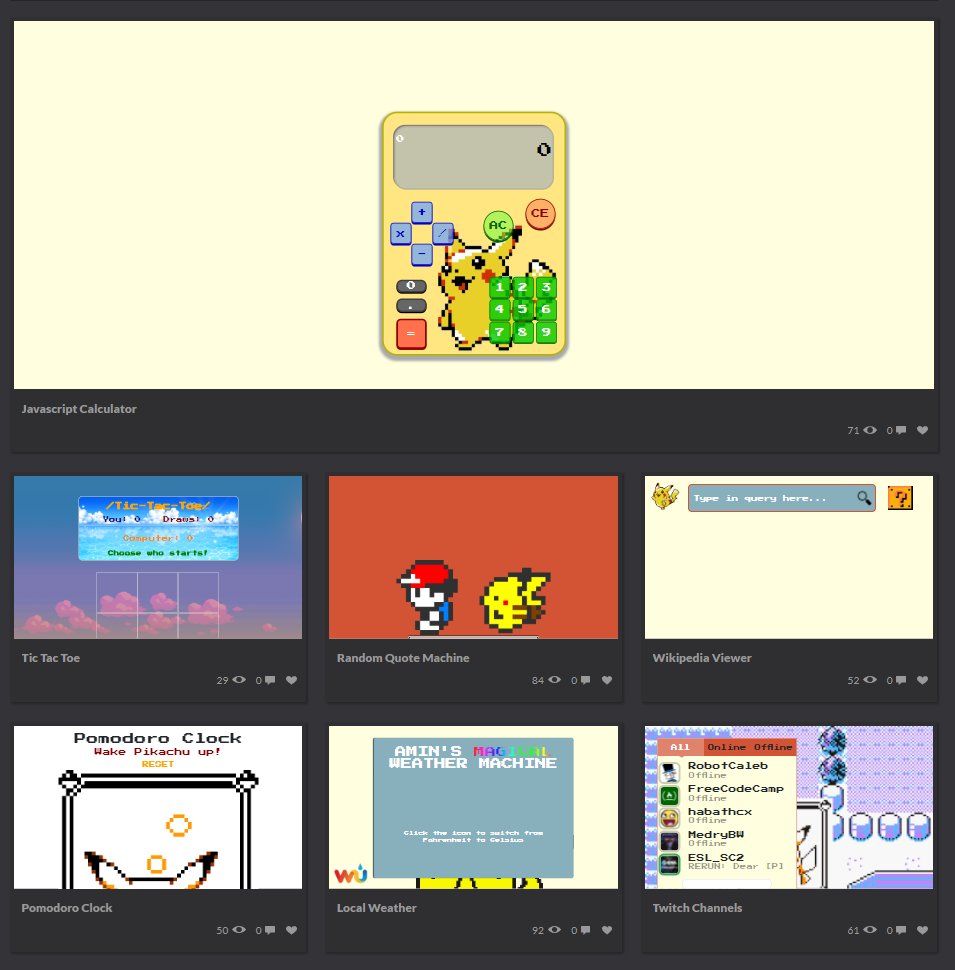 0
0
+
AC
CE
x
/
-
0
1 2 3
.
4 5 6
=
7 8 9
Javascript Calculator
71 0
/Tic-Tac-Toe/
You: 0 Draws: 0
Computer: 0
Choose who starts!
Tic Tac Toe
29 0
Random Quote Machine
84 0
Type in query here...
?
Wikipedia Viewer
52 0
Pomodoro Clock
Wake Pikachu up!
RESET
Pomodoro Clock
50 0
AMIN'S MAGICAL
WEATHER MACHINE
Click the icon to switch from
Fahrenheit to Celsius
wu
Local Weather
92 0
All Online Offline
RobotCaleb
Offline
FreeCodeCamp
Offline
habathcx
Offline
MedryBW
Offline
ESL_SC2
RERUN: Dear [P]
Twitch Channels
61 0